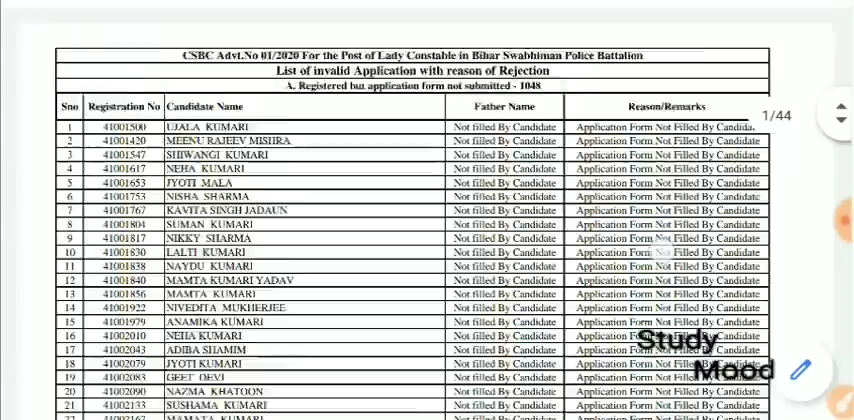 CSBC Advt.No 01/2020 For the Post of Lady Constable in Bihar Swabhiman Police Battalion
List of invalid Application with reason of Rejection
A. Registered but application form not submitted - 1048
Sno Registration No Candidate Name Father Name Reason/Remarks
1/44
1 41001500 UJALA KUMARI Not filled By Candidate Application Form Not Filled By Candida
2 41001420 MEENU RAJEEV MISHRA Not filled By Candidate Application Form Not Filled By Candidate
3 41001547 SHIWANGI KUMARI Not filled By Candidate Application Form Not Filled By Candidate
4 41001617 NEHA KUMARI Not filled By Candidate Application Form Not Filled By Candidate
5 41001653 JYOTI MALA Not filled By Candidate Application Form Not Filled By Candidate
6 41001753 NISHA SHARMA Not filled By Candidate Application Form Not Filled By Candidate
7 41001767 KAVITA SINGH JADAUN Not filled By Candidate Application Form Not Filled By Candidate
8 41001804 SUMAN KUMARI Not filled By Candidate Application Form Not Filled By Candidate
9 41001817 NIKKY SHARMA Not filled By Candidate Application Form Not Filled By Candidate
10 41001830 LALTI KUMARI Not filled By Candidate Application Form Not Filled By Candidate
11 41001838 NAYDU KUMARI Not filled By Candidate Application Form Not Filled By Candidate
12 41001840 MAMTA KUMARI YADAV Not filled By Candidate Application Form Not Filled By Candidate
13 41001856 MAMTA KUMARI Not filled By Candidate Application Form Not Filled By Candidate
14 41001922 NIVEDITA MUKHERJEE Not filled By Candidate Application Form Not Filled By Candidate
15 41001979 ANAMIKA KUMARI Not filled By Candidate Application Form Not Filled By Candidate
16 41002010 NEHA KUMARI Not filled By Candidate Application Form Not Filled By Candidate
17 41002043 ADIBA SHAMIM Not filled By Candidate Application Form Not Filled By Candidate
18 41002079 JYOTI KUMARI Not filled By Candidate Application Form Not Filled By Candidate
19 41002083 GEET DEVI Not filled By Candidate Application Form Not Filled By Candidate
20 41002090 NAZMA KHATOON Not filled By Candidate Application Form Not Filled By Candidate
21 41002133 SUSHAMA KUMARI Not filled By Candidate Application Form Not Filled By Candidate
Study
Mood